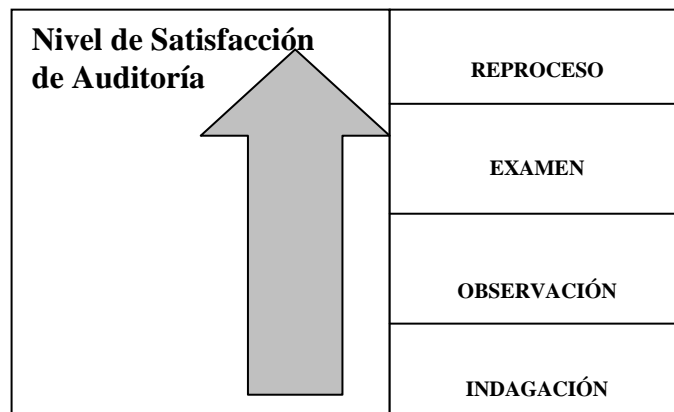 Nivel de Satisfacción
de Auditoría
REPROCESO
EXAMEN
OBSERVACIÓN
INDAGACIÓN